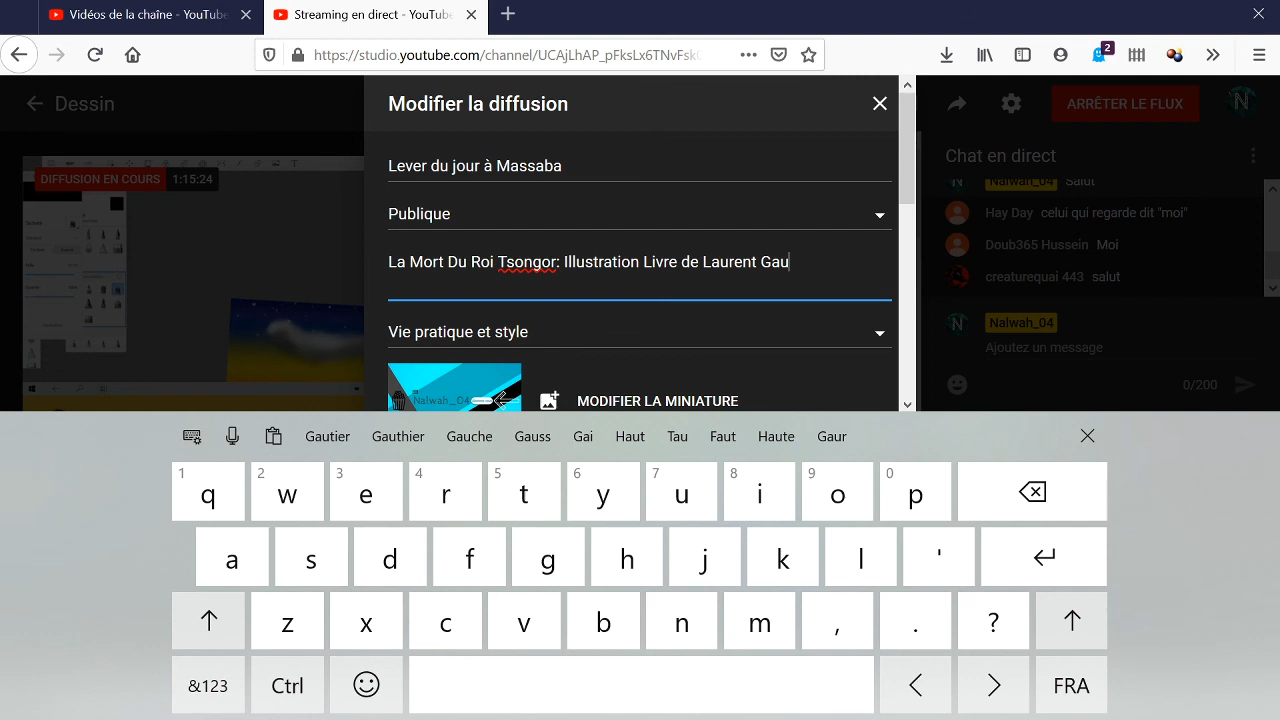 Vidéos de la chaîne - YouTube
Streaming en direct - YouTube
https://studio.youtube.com/channel/UCAjLhAP_pFksLx6TNvFsk
2
Dessin
Modifier la diffusion
ARRÊTER LE FLUX
N
DIFFUSION EN COURS 1:15:24
Lever du jour à Massaba
Publique
La Mort Du Roi Tsongor: Illustration Livre de Laurent Gau
Vie pratique et style
Nalwah_04
MODIFIER LA MINIATURE
Chat en direct
Nalwah_04 Salut
Hay Day celui qui regarde dit "moi"
Doub365 Hussein Moi
creaturequai 443 salut
Nalwah_04
Ajoutez un message
0/200
Gautier Gauthier Gauche Gauss Gai Haut Tau Faut Haute Gaur
1 2 3 4 5 6 7 8 9 0
q w e r t y u i o p
a s d f g h j k l '
z x c v b n m , . ?
&123 Ctrl < > FRA